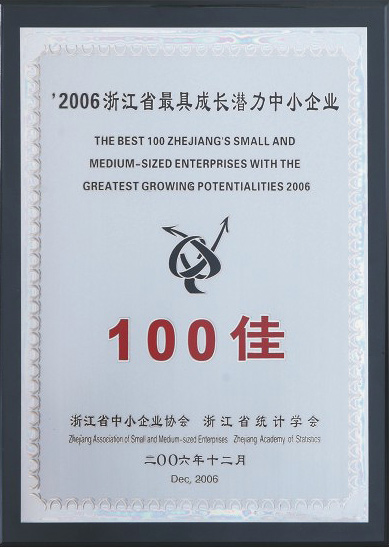 '2006浙江省最具成长潜力中小企业
THE BEST 100 ZHEJIANG'S SMALL AND
MEDIUM-SIZED ENTERPRISES WITH THE
GREATEST GROWING POTENTIALITIES 2006
100佳
浙江省中小企业协会 浙江省统计学会
Zhejiang Association of Small and Medium-sized Enterprises Zhejiang Academy of Statistics
二00六年十二月
Dec, 2006